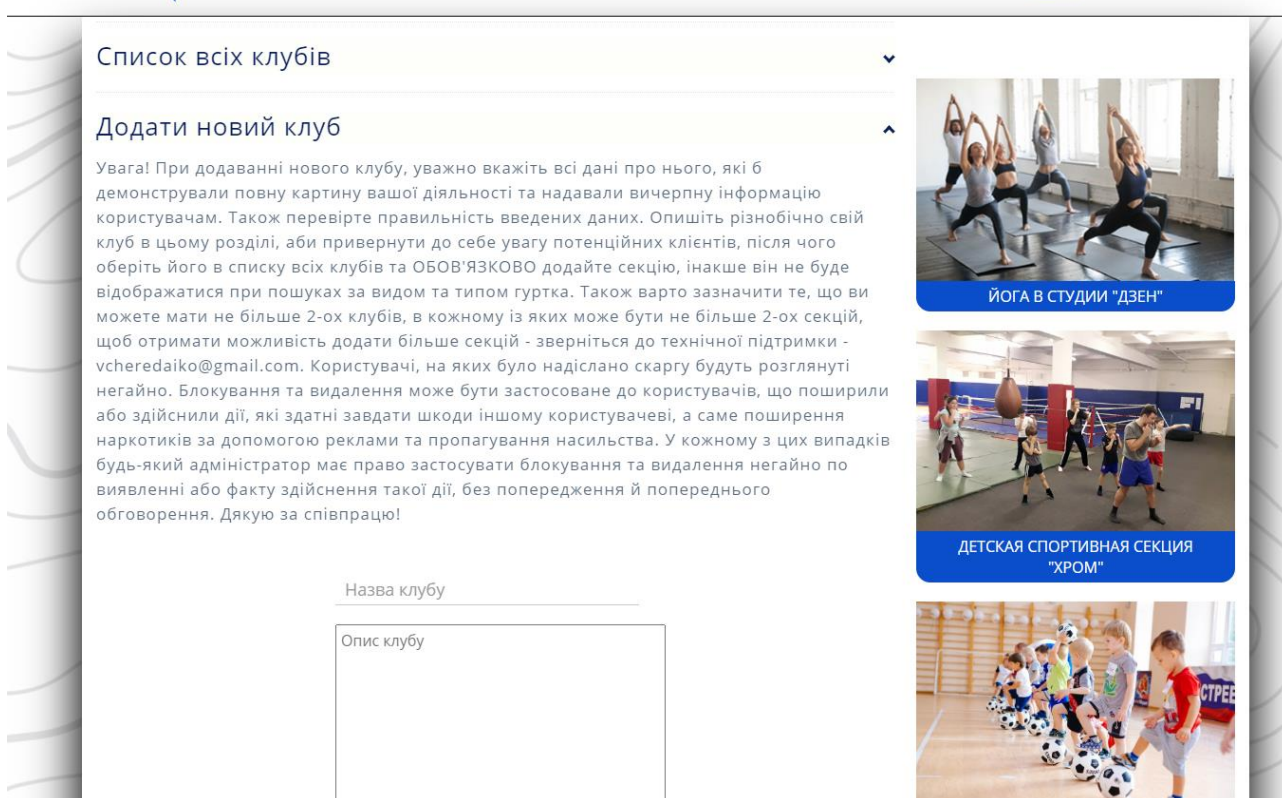 Список всіх клубів
Додати новий клуб
Увага! При додаванні нового клубу, уважно вкажіть всі дані про нього, які б
демонстрували повну картину вашої діяльності та надавали вичерпну інформацію
користувачам. Також перевірте правильність введених даних. Опишіть різнобічно свій
клуб в цьому розділі, аби привернути до себе увагу потенційних клієнтів, після чого
оберіть його в списку всіх клубів та ОБОВ'ЯЗКОВО додайте секцію, інакше він не буде
відображатися при пошуках за видом та типом гуртка. Також варто зазначити те, що ви
можете мати не більше 2-ох клубів, в кожному із яких може бути не більше 2-ох секцій,
щоб отримати можливість додати більше секцій - зверніться до технічної підтримки -
vcheredaiko@gmail.com. Користувачі, на яких було надіслано скаргу будуть розглянуті
негайно. Блокування та видалення може бути застосоване до користувачів, що поширили
або здійснили дії, які здатні завдати шкоди іншому користувачеві, а саме поширення
наркотиків за допомогою реклами та пропагування насильства. У кожному з цих випадків
будь-який адміністратор має право застосувати блокування та видалення негайно по
виявленні або факту здійснення такої дії, без попередження й попереднього
обговорення. Дякую за співпрацю!
Назва клубу
Опис клубу
ЙОГА В СТУДИИ "ДЗЕН"
ДЕТСКАЯ СПОРТИВНАЯ СЕКЦИЯ
"ХРОМ"